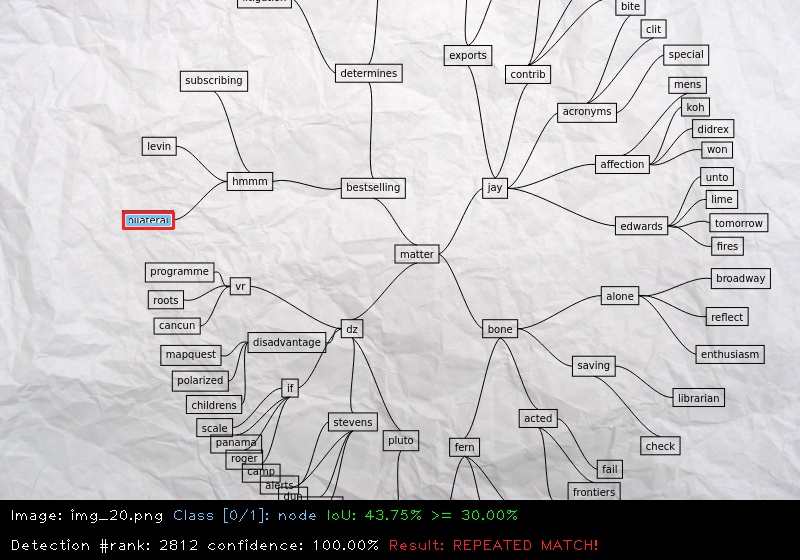 bite
clit
exports
special
determines
contrib
subscribing
mens
koh
acronyms
didrex
levin
won
affection
unto
hmmm
bestselling
jay
lime
tomorrow
edwards
fires
matter
programme
vr
broadway
roots
alone
reflect
cancun
dz
bone
disadvantage
mapquest
enthusiasm
saving
polarized
if
librarian
childrens
scale
stevens
acted
panama
pluto
fern
check
roger
camp
fail
alerts
frontiers
Image: img_20.png Class [0/1]: node IoU: 43.75% >= 30.00%
Detection #rank: 2812 confidence: 100.00% Result: REPEATED MATCH!